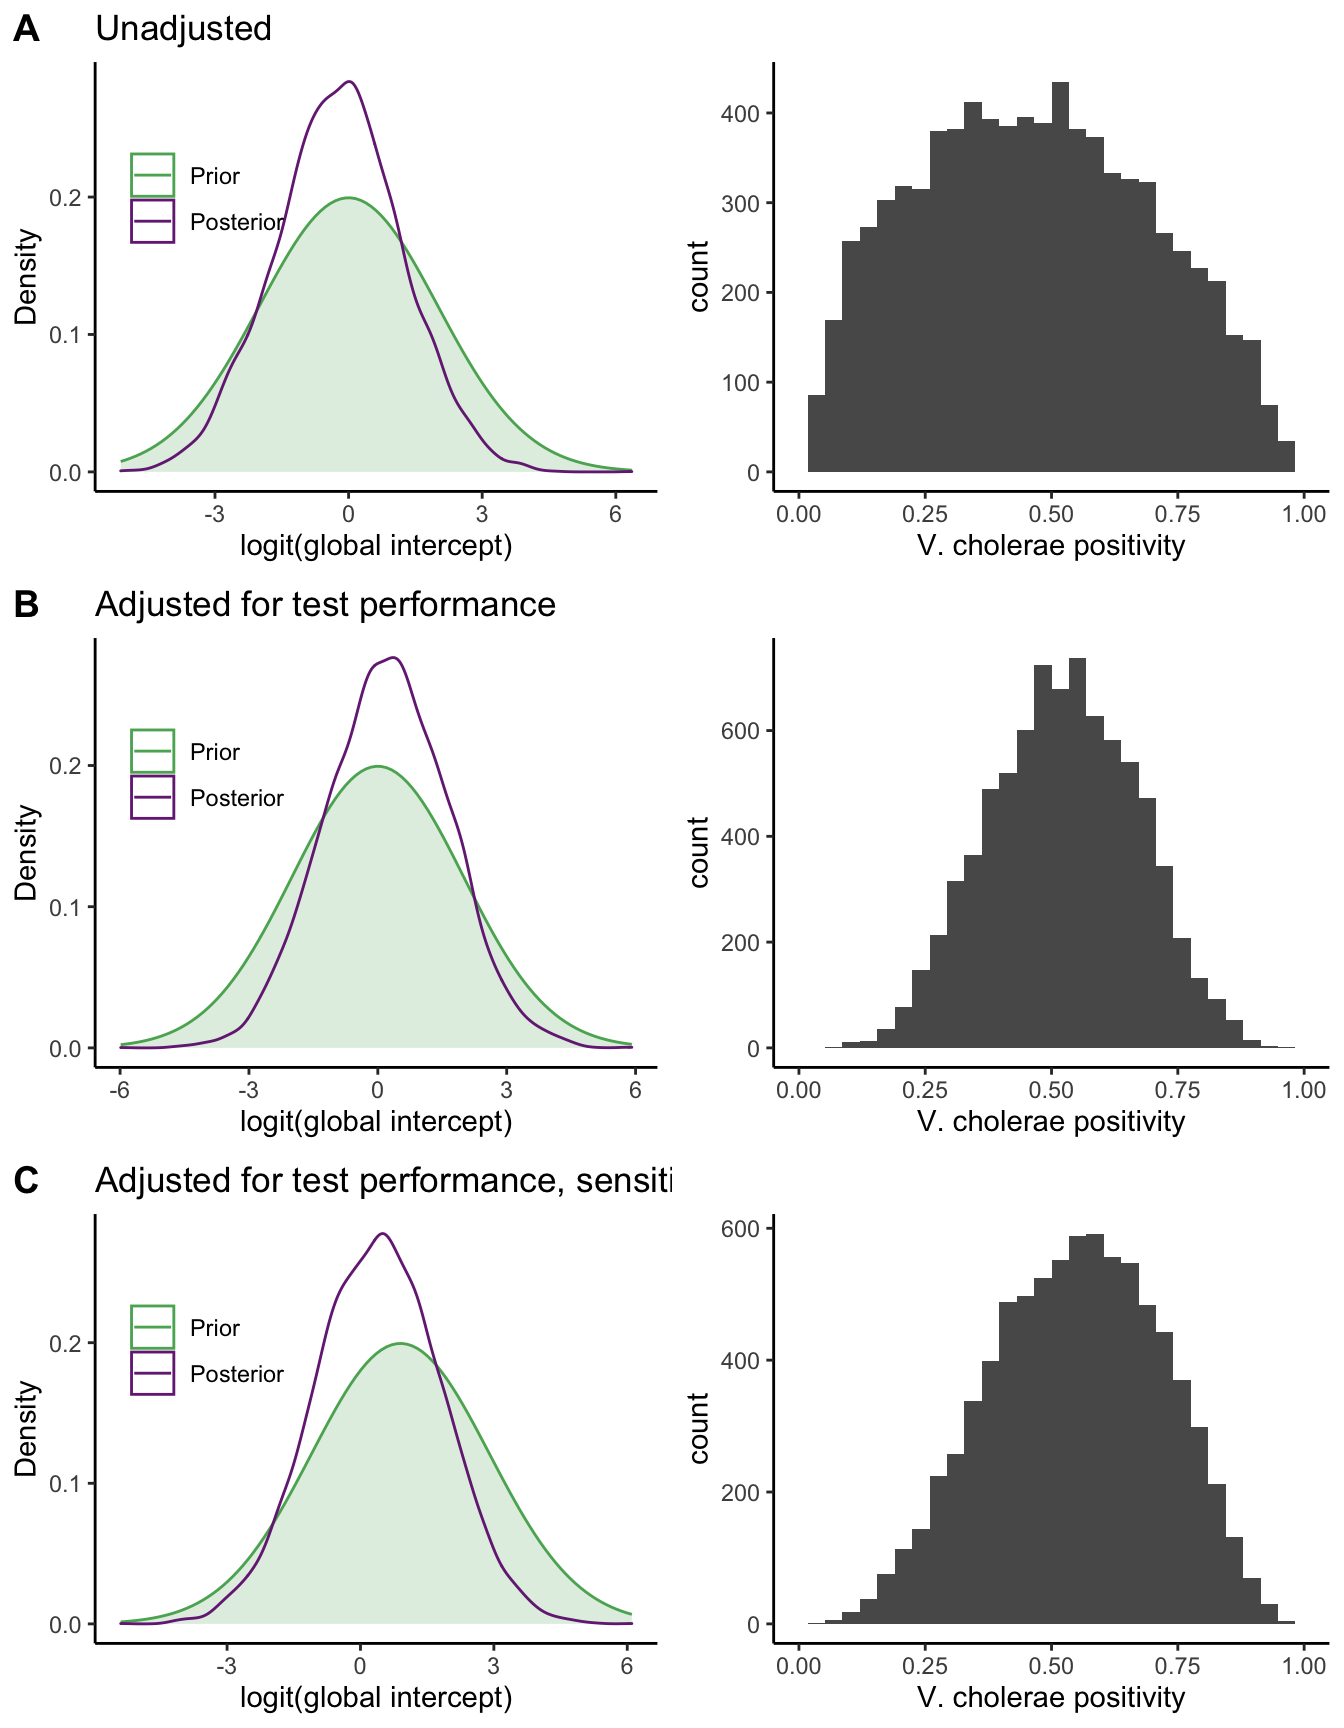 A Unadjusted
Density
0.2
0.1
0.0
Prior
Posterior
-3 0 3 6
logit(global intercept)
count
400
300
200
100
0
0.00 0.25 0.50 0.75 1.00
V. cholerae positivity
B Adjusted for test performance
Density
0.2
0.1
0.0
Prior
Posterior
-6 -3 0 3 6
logit(global intercept)
count
600
400
200
0
0.00 0.25 0.50 0.75 1.00
V. cholerae positivity
C Adjusted for test performance, sensiti
Density
0.2
0.1
0.0
Prior
Posterior
-3 0 3 6
logit(global intercept)
count
600
400
200
0
0.00 0.25 0.50 0.75 1.00
V. cholerae positivity